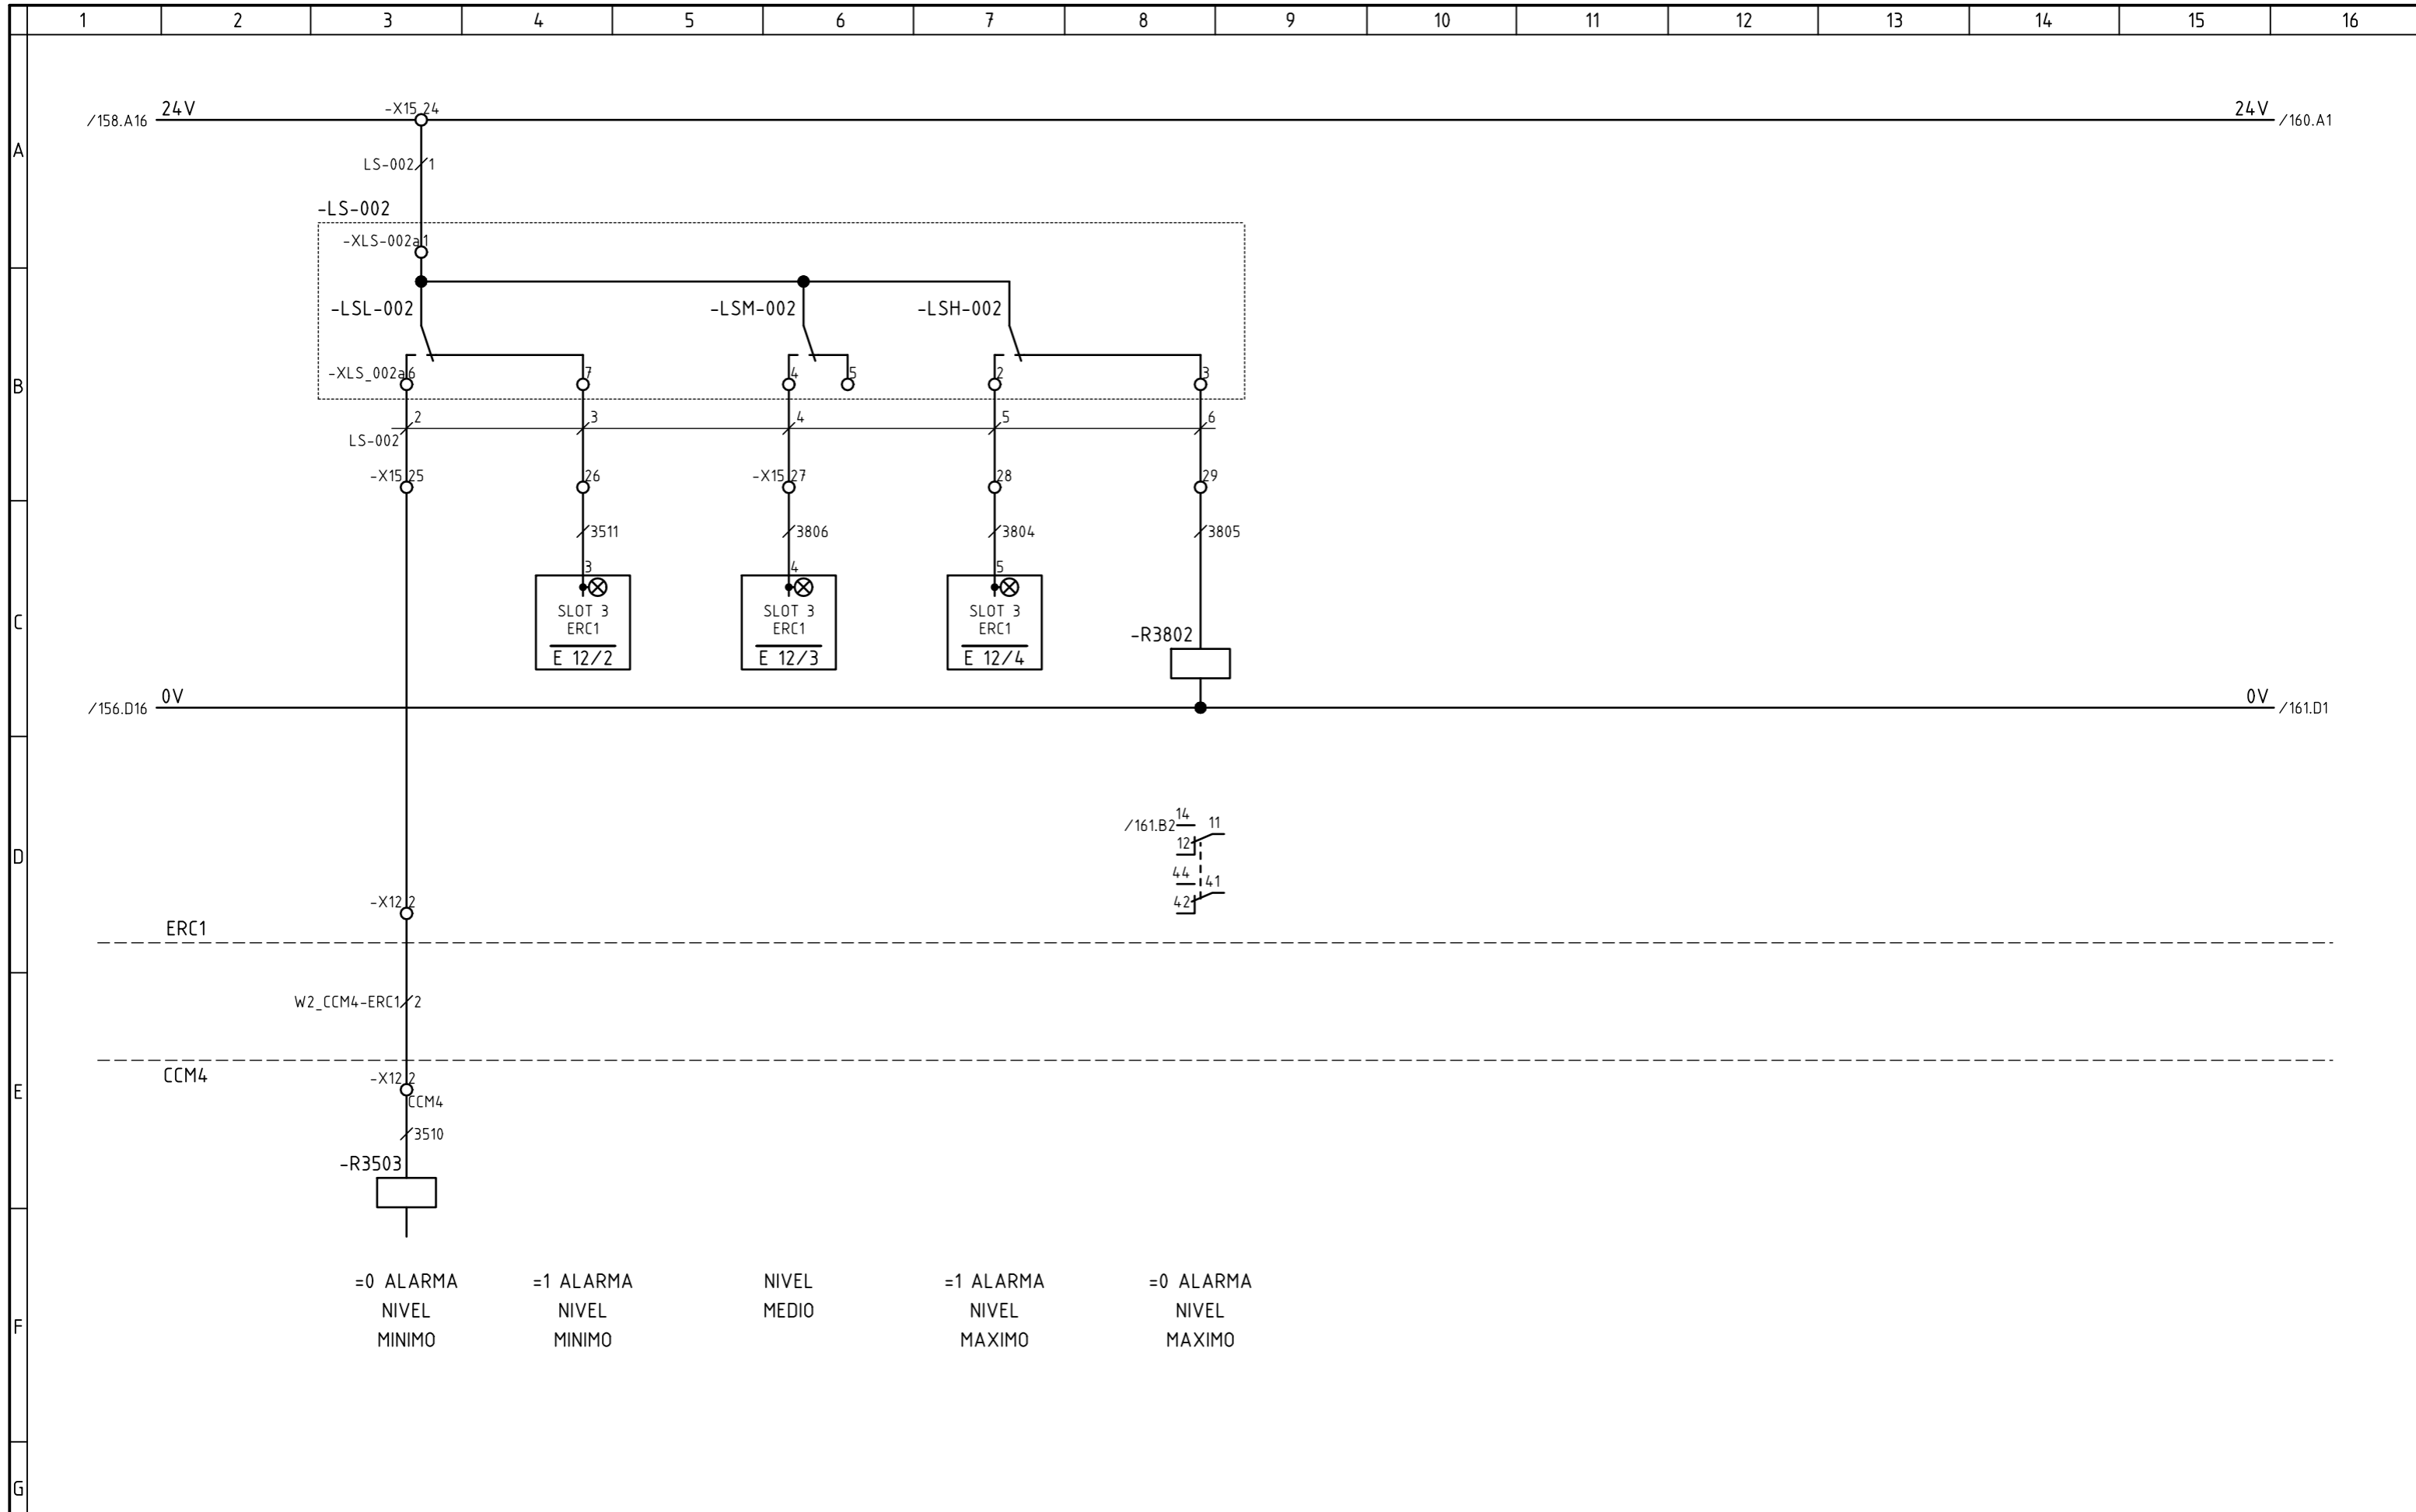 1 2 3 4 5 6 7 8 9 10 11 12 13 14 15 16
24V -X15 24 24V
/158.A16 /160.A1
A
LS-002 1
-LS-002
-XLS-002a 1
-LSL-002 -LSM-002 -LSH-002
-XLS_002a 6 7 4 5 2 3
B
2 3 4 5 6
LS-002
-X15 25 26 -X15 27 28 29
3511 3806 3804 3805
3 4 5
SLOT 3 SLOT 3 SLOT 3
ERC1 ERC1 ERC1
C
-R3802
E 12/2 E 12/3 E 12/4
0V 0V
/156.D16 /161.D1
14
/161.B2 11
12
D
44
41
-X12 2 42
ERC1
W2_CCM4-ERC1 2
CCM4 -X12 2
E
CCM4
3510
-R3503
=0 ALARMA =1 ALARMA NIVEL =1 ALARMA =0 ALARMA
NIVEL NIVEL MEDIO NIVEL NIVEL
F
MINIMO MINIMO MAXIMO MAXIMO
G